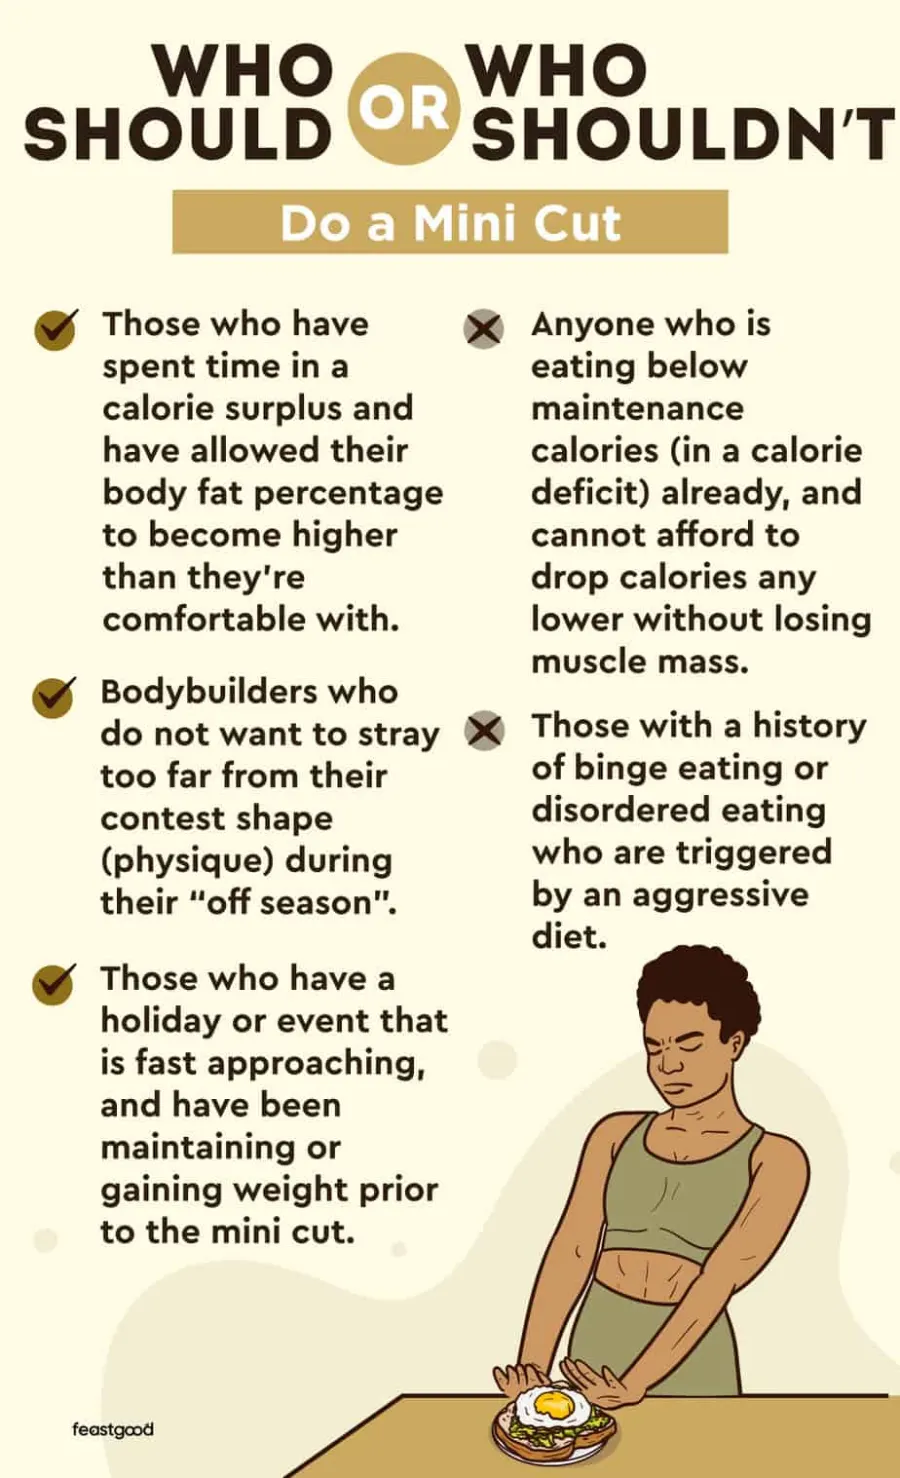 WHO
SHOULD
OR
WHO
SHOULDN'T
Do a Mini Cut
Those who have
spent time in a
calorie surplus and
have allowed their
body fat percentage
to become higher
than they're
comfortable with.
Bodybuilders who
do not want to stray
too far from their
contest shape
(physique) during
their “off season”.
Those who have a
holiday or event that
is fast approaching,
and have been
maintaining or
gaining weight prior
to the mini cut.
Anyone who is
eating below
maintenance
calories (in a calorie
deficit) already, and
cannot afford to
drop calories any
lower without losing
muscle mass.
Those with a history
of binge eating or
disordered eating
who are triggered
by an aggressive
diet.
feastgood